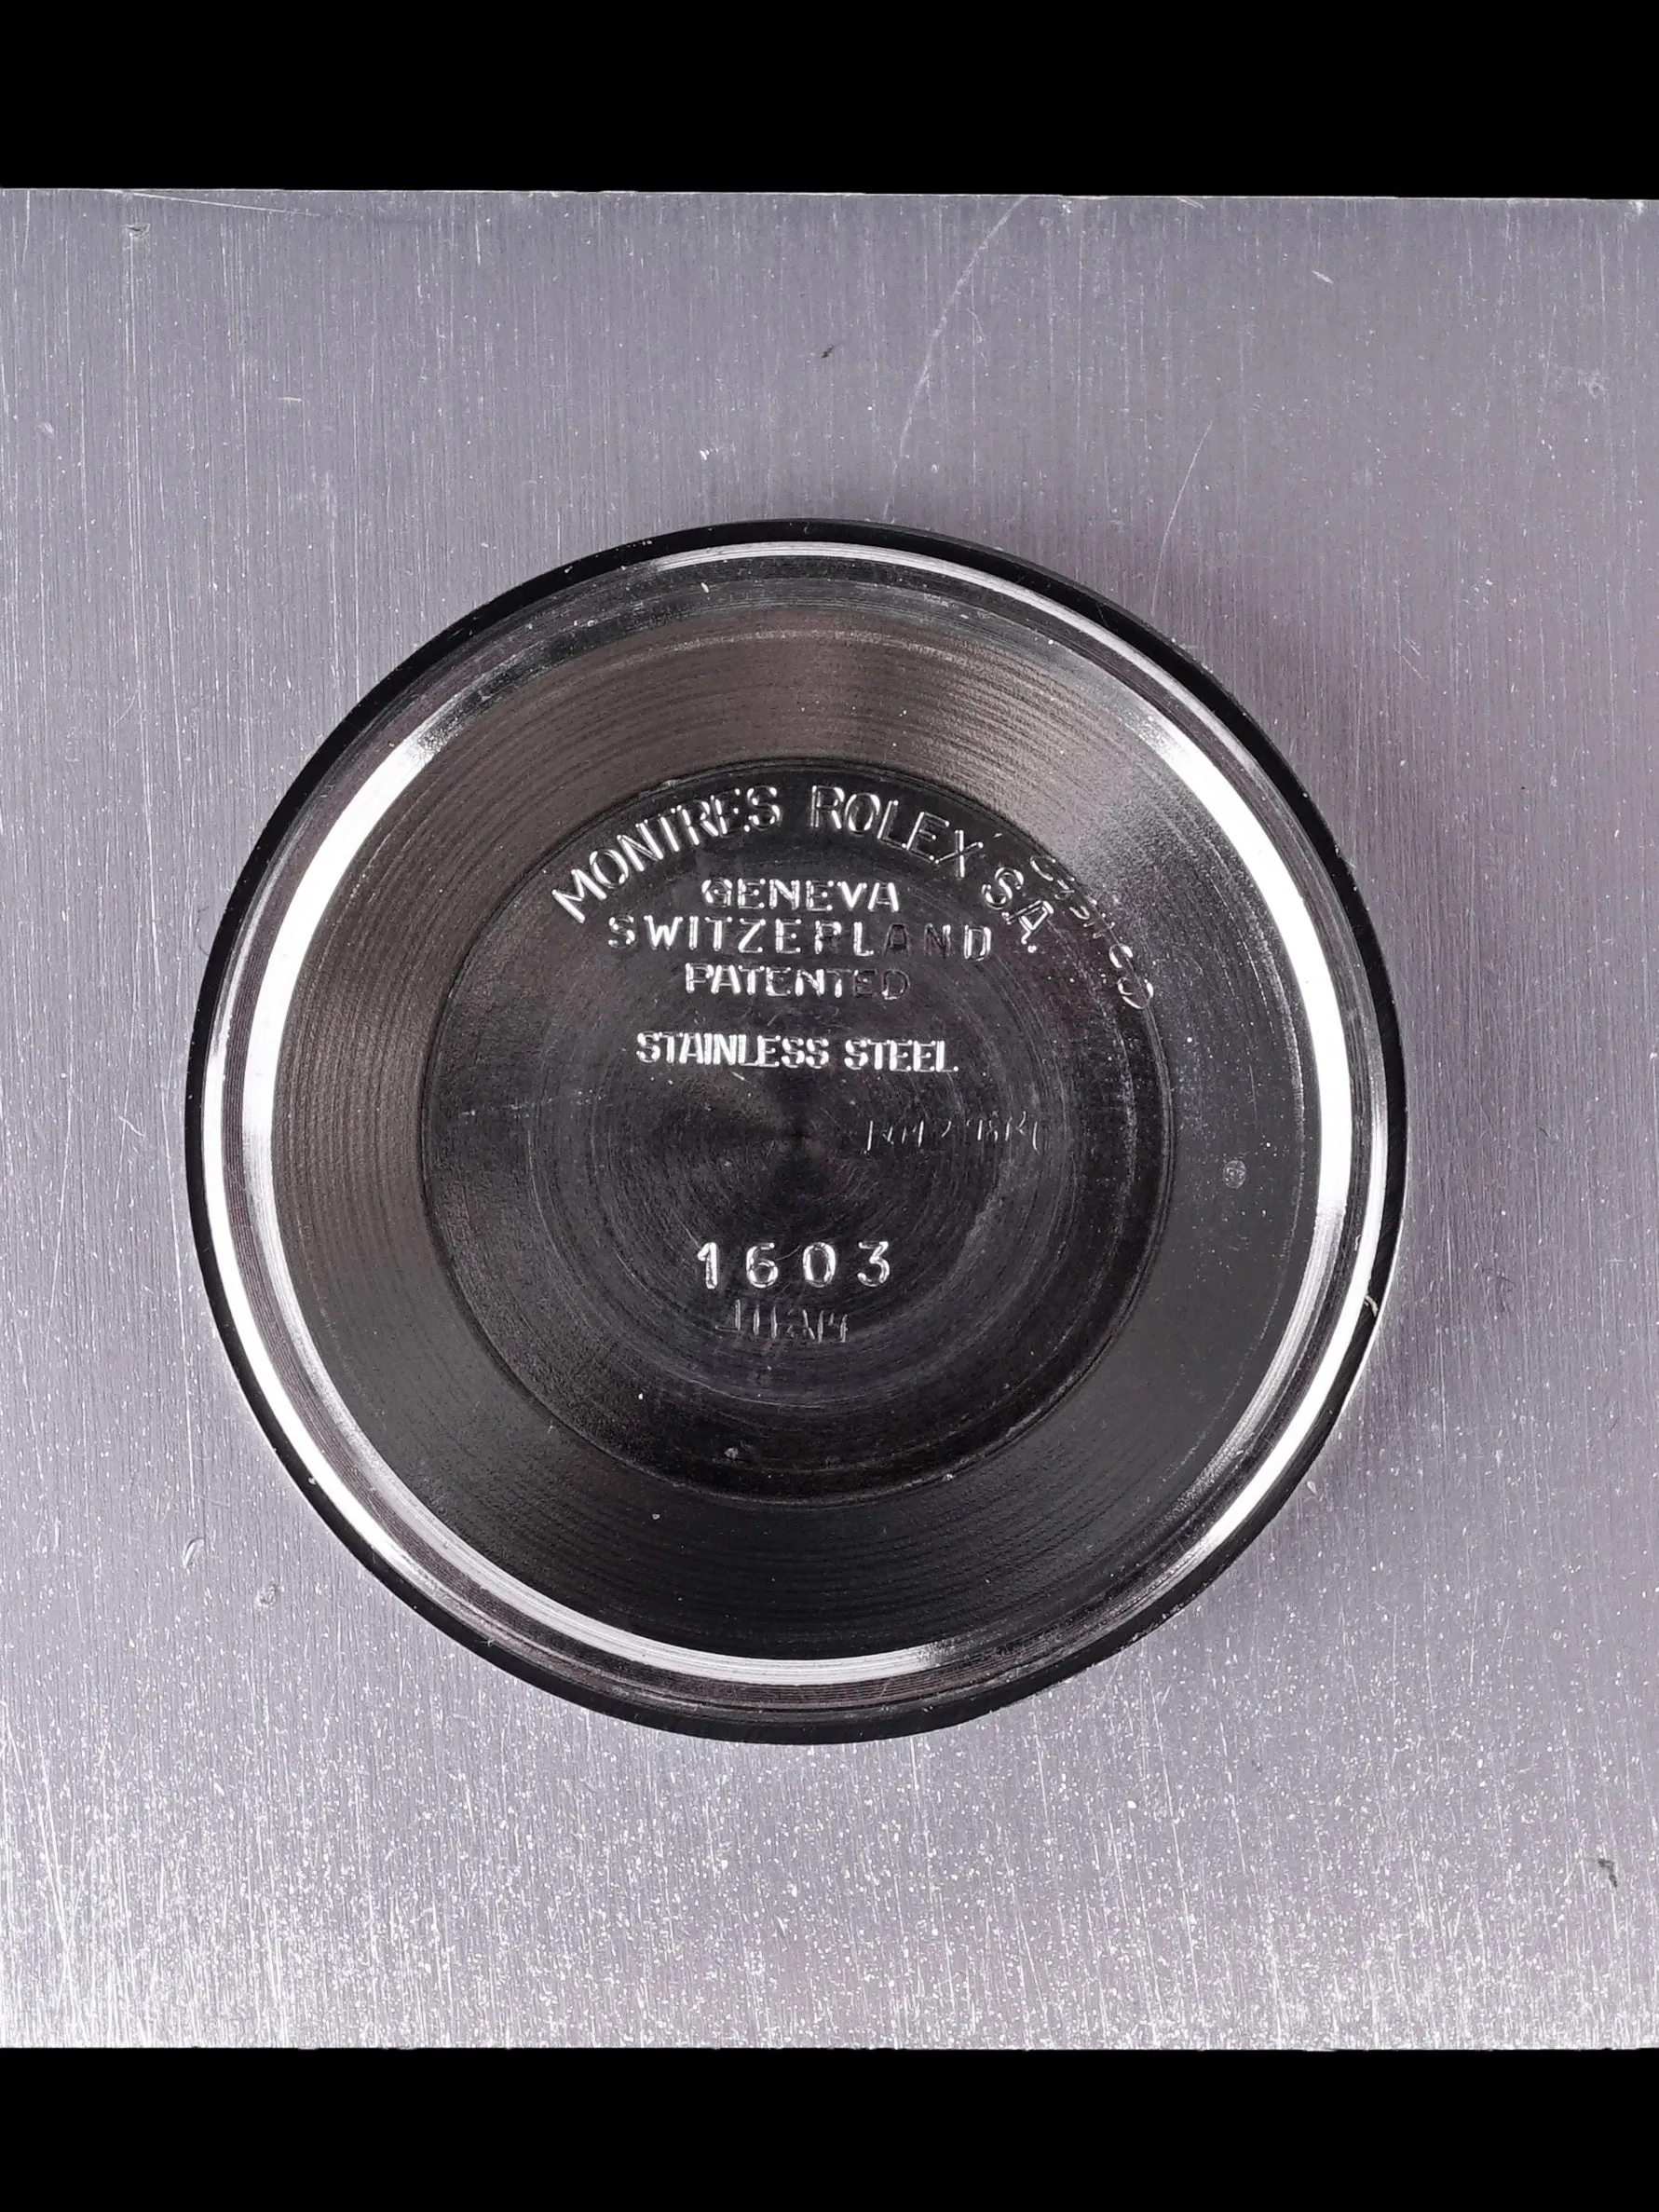 MONTRES ROLEX S.A.
GENEVA
SWITZERLAND
PATENTED
STAINLESS STEEL
1603